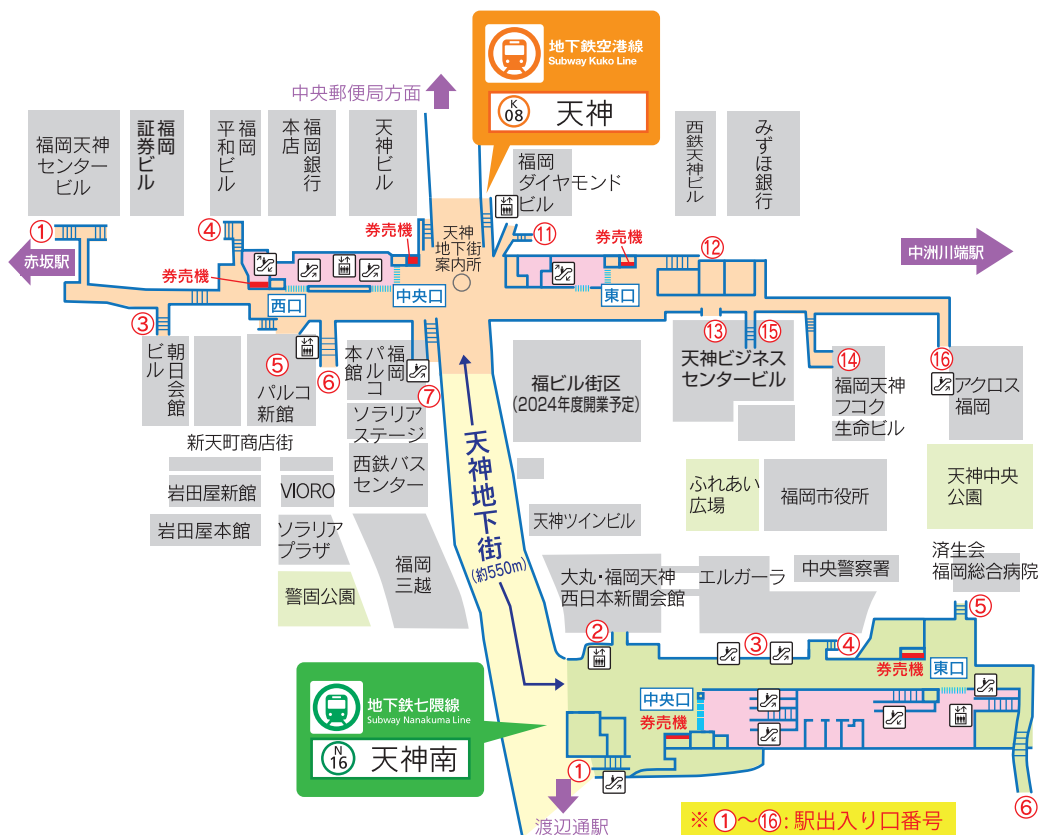 地下鉄空港線
Subway Kuko Line
K
08
天神
中央郵便局方面
福岡天神
センター
ビル
福岡
証券ビル
福岡
平和ビル
福岡銀行
本店
天神ビル
福岡
ダイヤモンド
ビル
西鉄天神ビル
みずほ銀行
①
④
券売機
天神
地下街
案内所
⑪
券売機
⑫
赤坂駅
中洲川端駅
券売機
西口
中央口
東口
③
朝日会館
ビル
⑤
パルコ
新館
⑥
福岡
パルコ
本館
⑦
⑬
⑮
天神ビジネス
センタービル
⑭
福岡天神
フコク
生命ビル
⑯
アクロス
福岡
福ビル街区
(2024年度開業予定)
ソラリア
ステージ
新天町商店街
西鉄バス
センター
天神地下街
(約550m)
岩田屋新館
VIORO
岩田屋本館
ソラリア
プラザ
福岡
三越
警固公園
天神ツインビル
ふれあい
広場
福岡市役所
天神中央
公園
大丸・福岡天神
西日本新聞会館
エルガーラ
中央警察署
済生会
福岡総合病院
②
③
④
⑤
券売機
東口
中央口
券売機
地下鉄七隈線
Subway Nanakuma Line
N
16
天神南
①
⑥
渡辺通駅
※①～⑯:駅出入り口番号